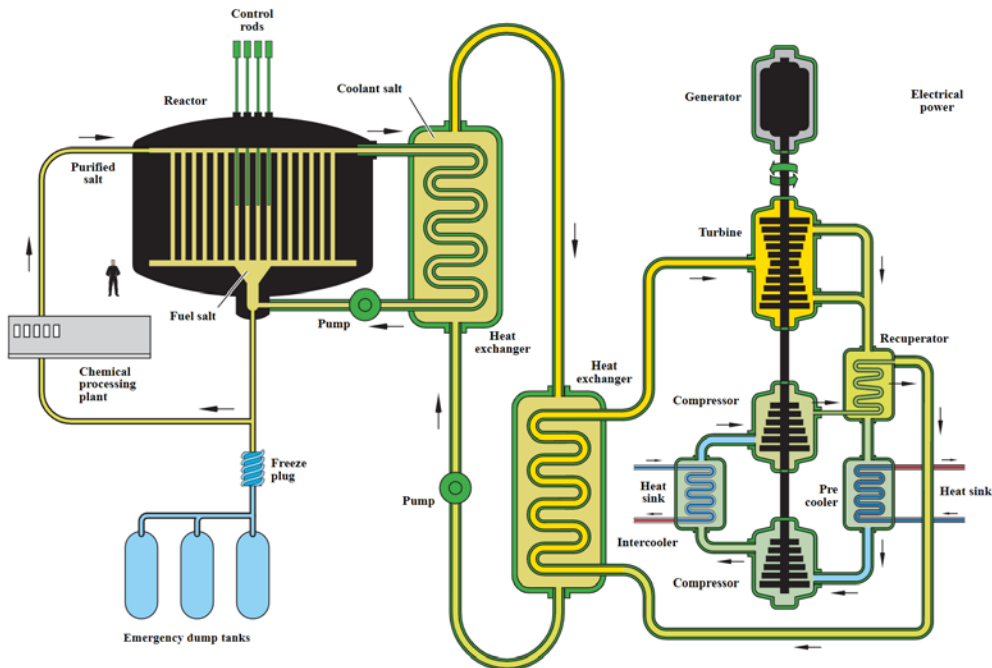 Control
rods
Reactor
Coolant salt
Generator
Electrical
power
Purified
salt
Turbine
Fuel salt
Pump
Heat
exchanger
Recuperator
Chemical
processing
plant
Heat
exchanger
Compressor
Freeze
plug
Pump
Heat
sink
Pre
cooler
Heat sink
Intercooler
Compressor
Emergency dump tanks